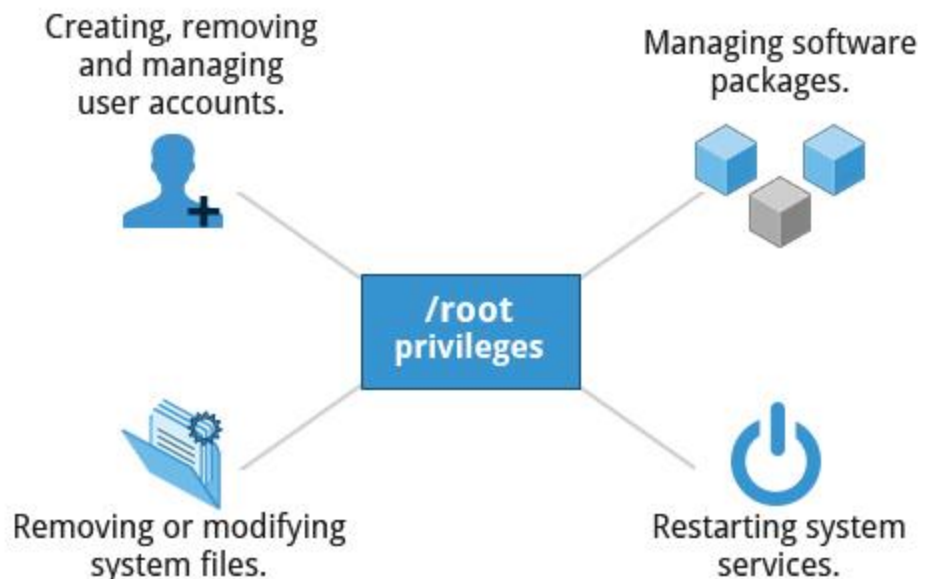 Creating, removing
and managing
user accounts.
Managing software
packages.
/root
privileges
Removing or modifying
system files.
Restarting system
services.